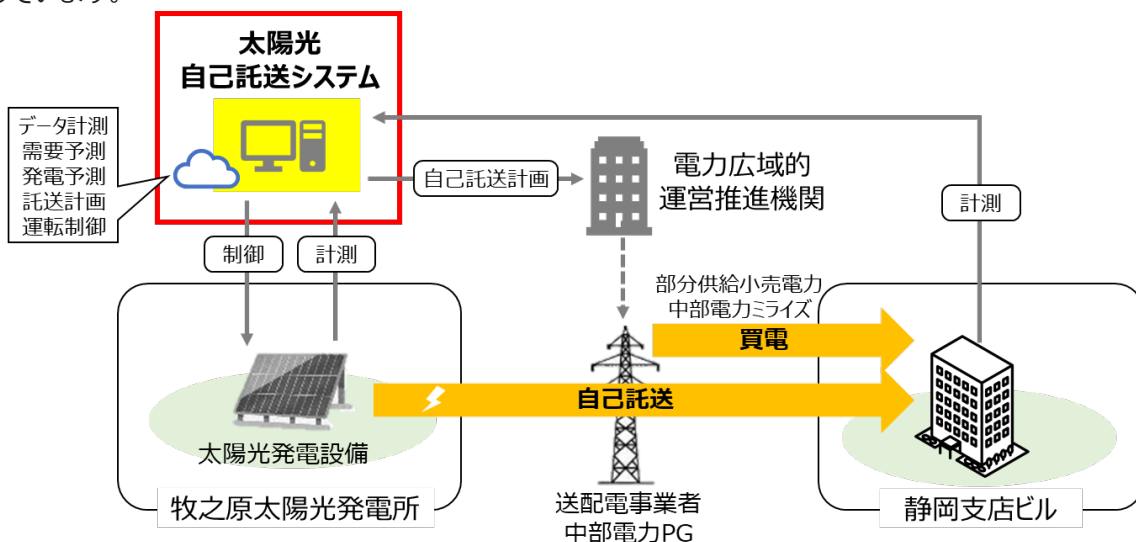 しています。
太陽光
自己託送システム
データ計測
需要予測
発電予測
託送計画
運転制御
自己託送計画
電力広域的
運営推進機関
計測
制御
計測
部分供給小売電力
中部電力ミライズ
買電
自己託送
太陽光発電設備
牧之原太陽光発電所
送配電事業者
中部電力PG
静岡支店ビル